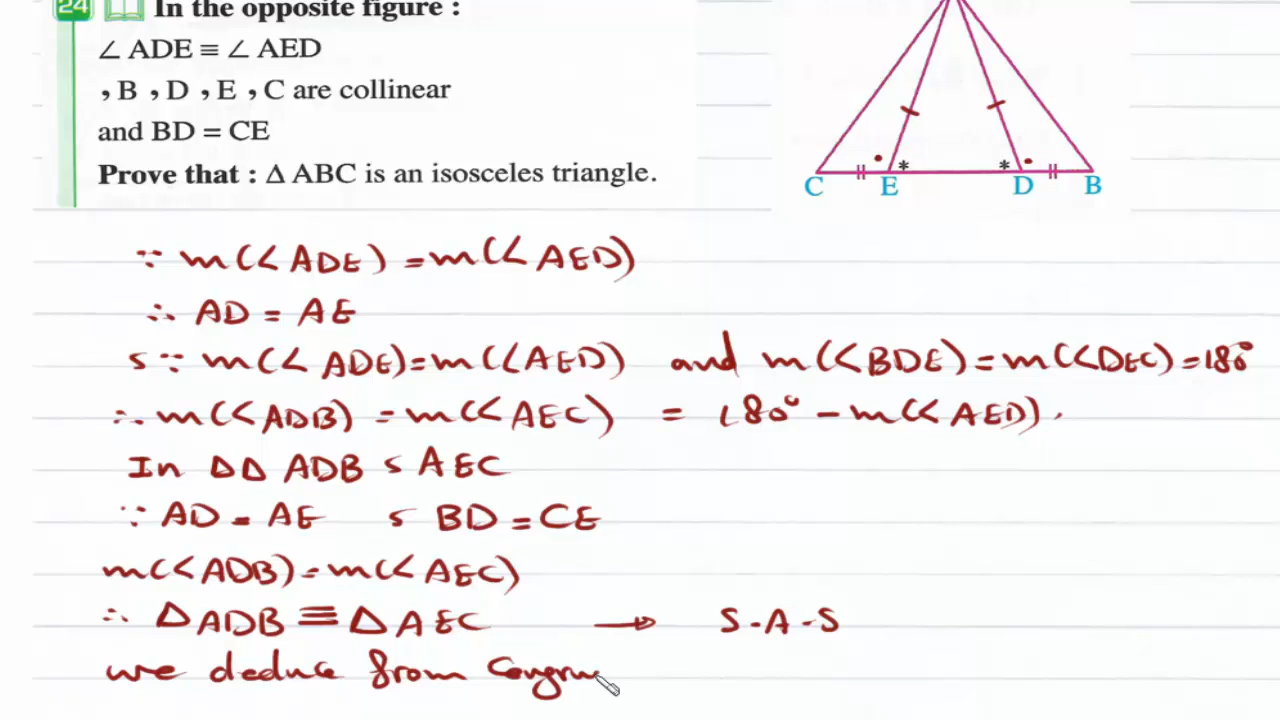 24 In the opposite figure :
∠ ADE ≡ ∠ AED
, B , D , E , C are collinear
and BD = CE
Prove that : Δ ABC is an isosceles triangle.
C E * * D B
∵ m(∠ADE) = m(∠AED)
∴ AD = AE
, ∵ m(∠ADE) = m(∠AED) and m(∠BDE) = m(∠DEC) = 180°
∴ m(∠ADB) = m(∠AEC) = 180° - m(∠AED).
In ΔΔ ADB , AEC
∵ AD = AE , BD = CE
m(∠ADB) = m(∠AEC)
∴ ΔADB ≡ ΔAEC → S.A.S
we deduce from Congru